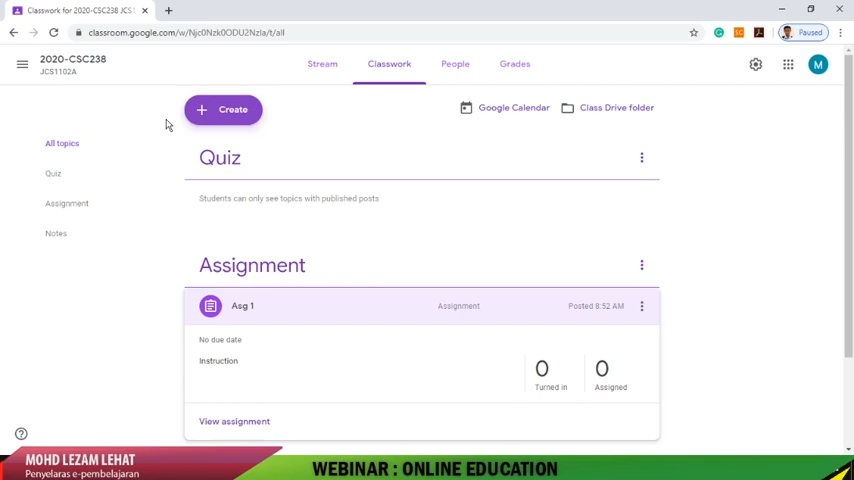 Classwork for 2020-CSC238 JCS1
classroom.google.com/w/Njc0Nzk0ODU2Nzla/t/all
Paused
2020-CSC238
JCS1102A
Stream
Classwork
People
Grades
M
Create
Google Calendar
Class Drive folder
All topics
Quiz
Assignment
Notes
Quiz
Students can only see topics with published posts
Assignment
Asg 1
Assignment
Posted 8:52 AM
No due date
Instruction
0
Turned in
0
Assigned
View assignment
MOHD LEZAM LEHAT
Penyelaras e-pembelajaran
WEBINAR : ONLINE EDUCATION